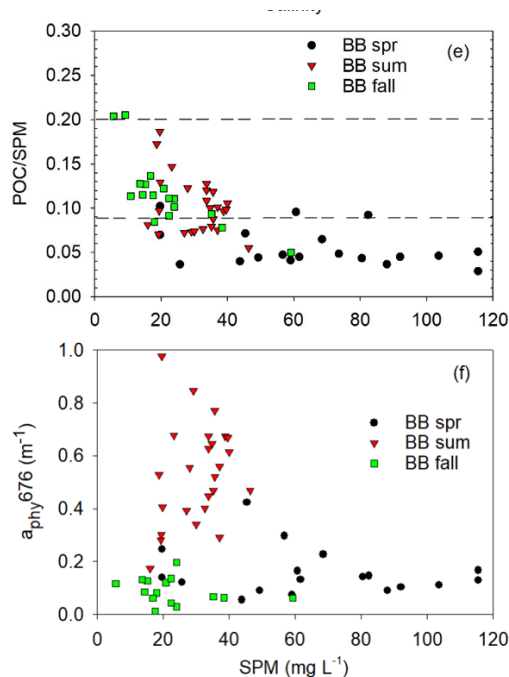 0.30
BB spr
(e)
BB sum
0.25
BB fall
0.20
0.15
0.10
0.05
0.00
POC/SPM
0 20 40 60 80 100 120
1.0
(f)
0.8
BB spr
BB sum
BB fall
0.6
0.4
0.2
0.0
aphy676 (m-1)
0 20 40 60 80 100 120
SPM (mg L-1)